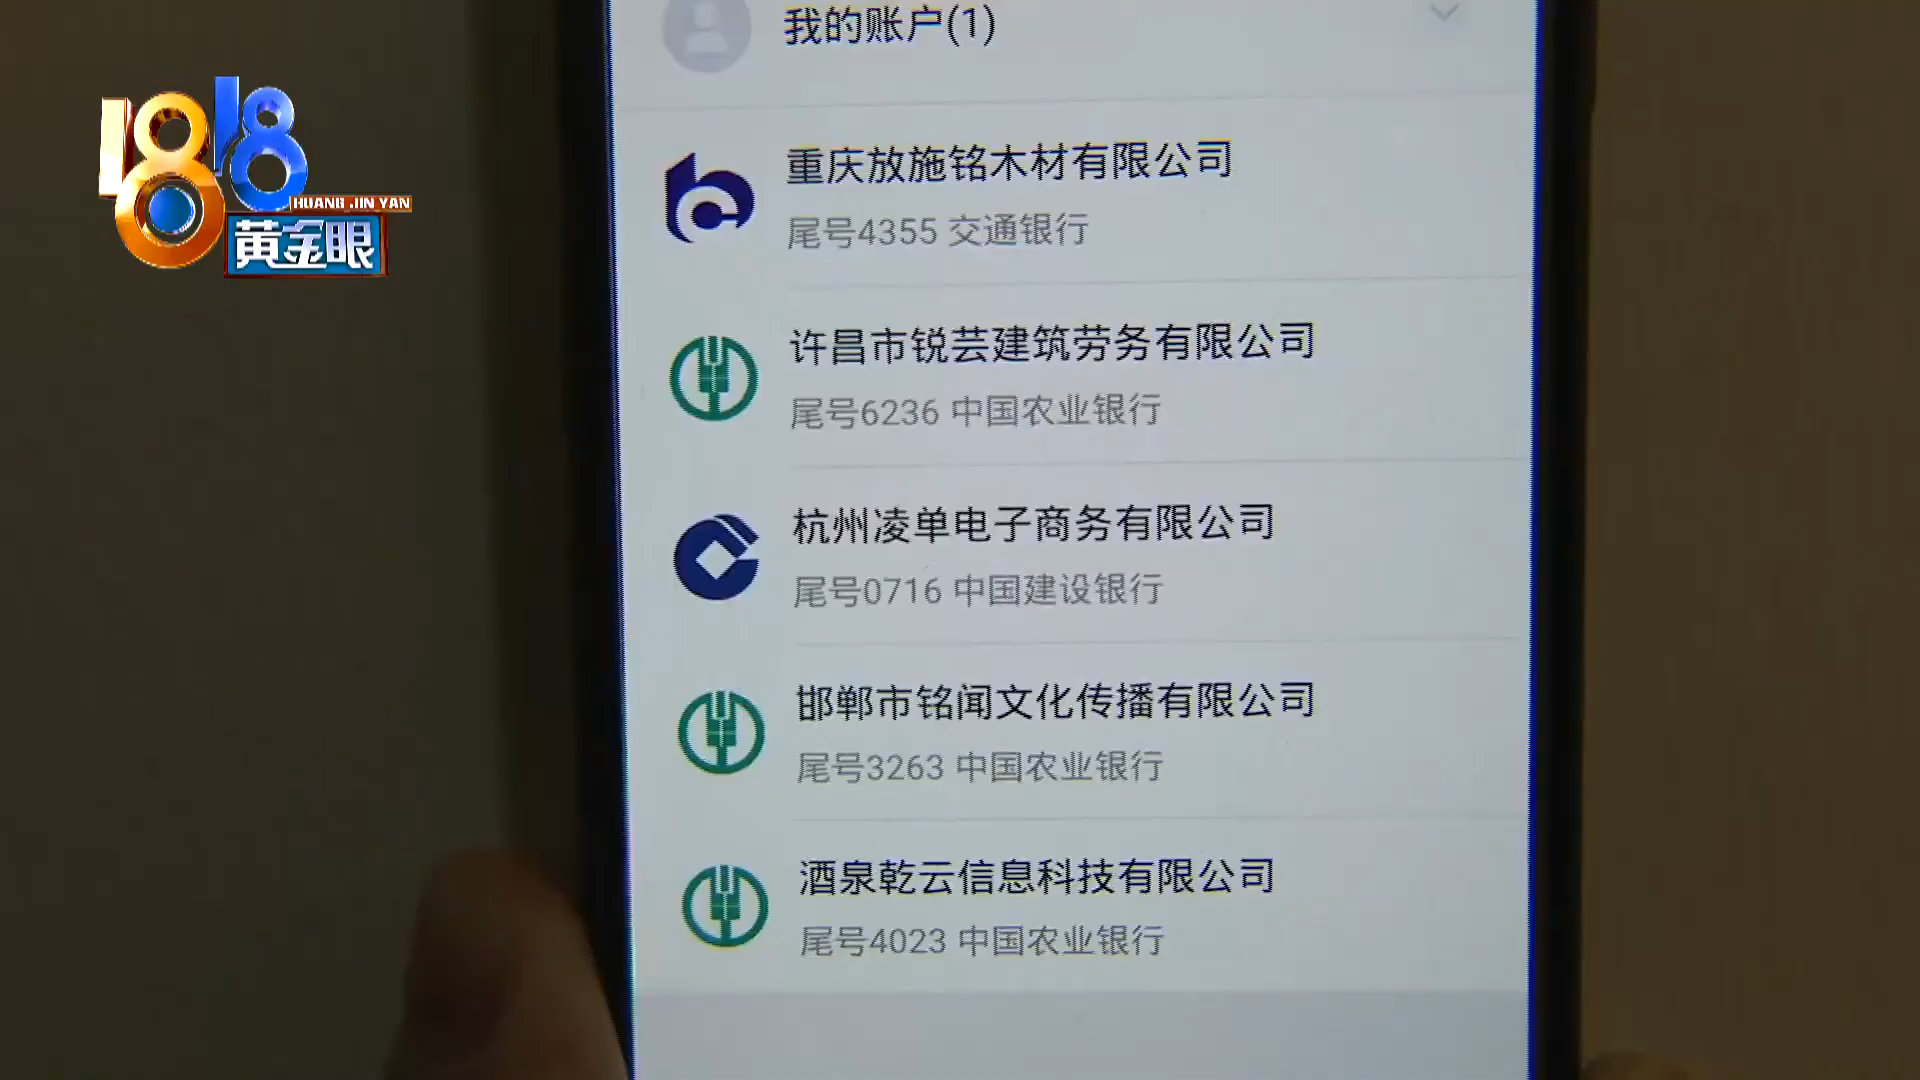 我的账户(1)
1818
HUANG JIN YAN
黄金眼
重庆放施铭木材有限公司
尾号4355 交通银行
许昌市锐芸建筑劳务有限公司
尾号6236 中国农业银行
杭州凌单电子商务有限公司
尾号0716 中国建设银行
邯郸市铭闻文化传播有限公司
尾号3263 中国农业银行
酒泉乾云信息科技有限公司
尾号4023 中国农业银行